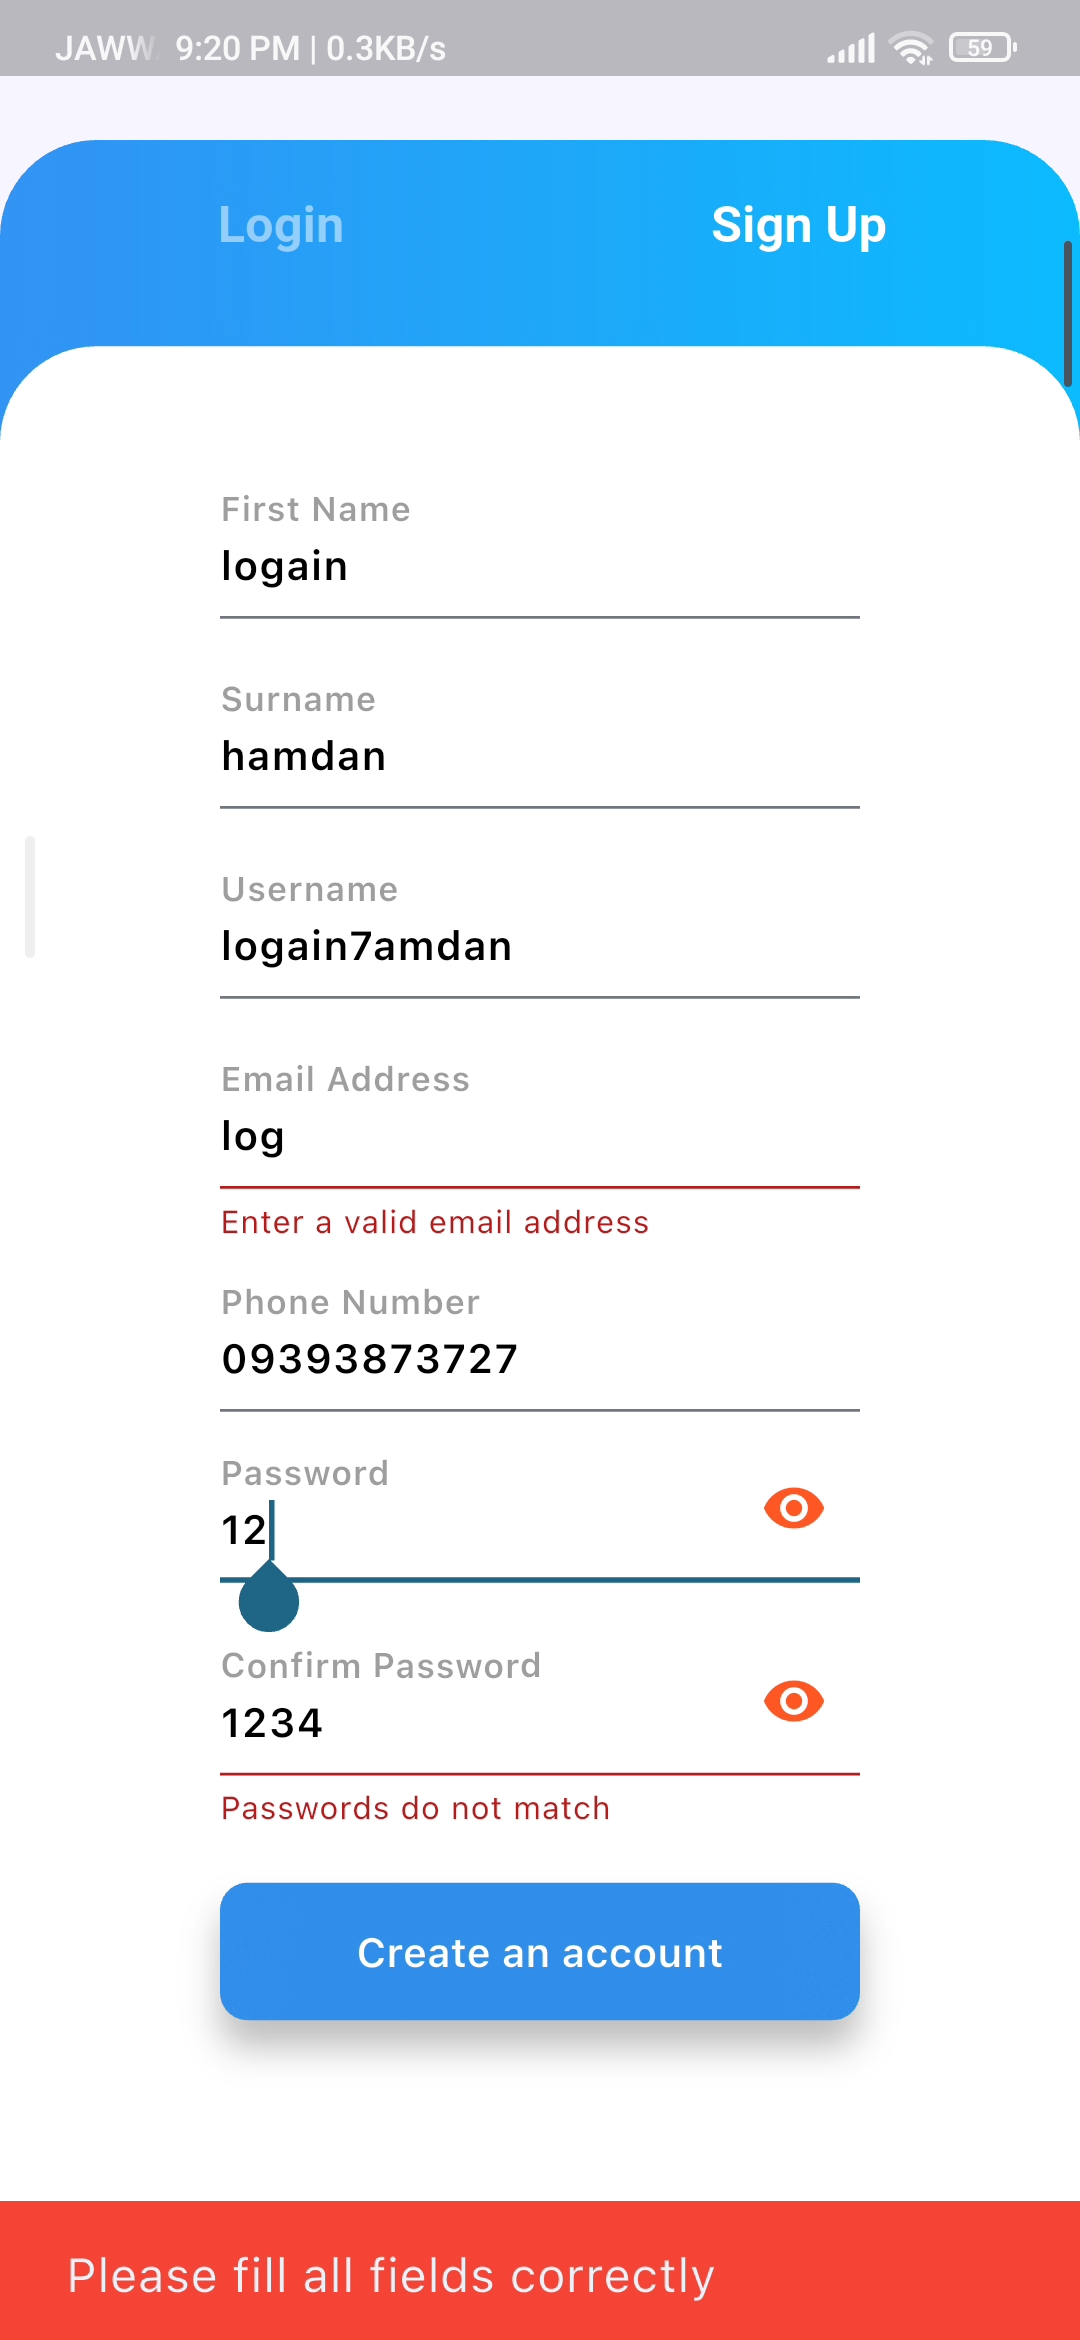 JAWW 9:20 PM | 0.3KB/s 59
Login Sign Up
First Name
logain
Surname
hamdan
Username
logain7amdan
Email Address
log
Enter a valid email address
Phone Number
09393873727
Password
12
Confirm Password
1234
Passwords do not match
Create an account
Please fill all fields correctly